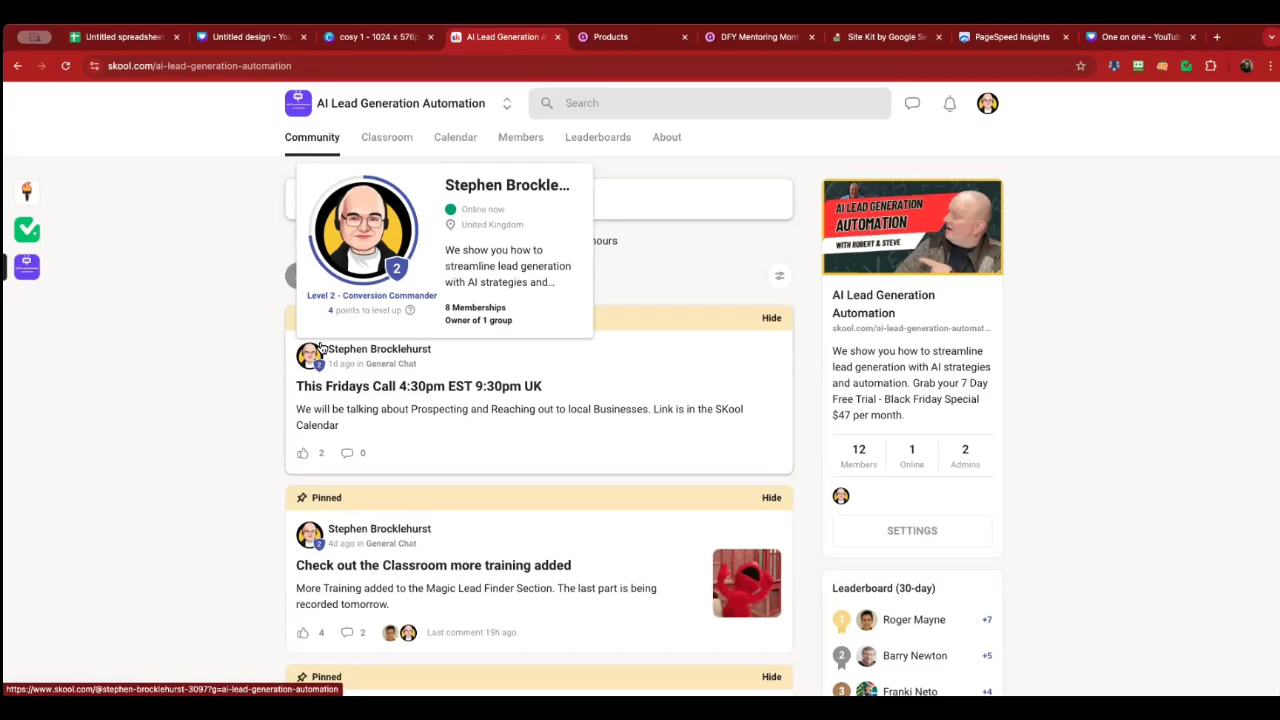 Untitled spreadshee
Untitled design - You
cosy 1 - 1024 x 576p
AI Lead Generation A
Products
DFY Mentoring Mon
Site Kit by Google Se
PageSpeed Insights
One on one - YouTub
skool.com/ai-lead-generation-automation
AI Lead Generation Automation
Search
Community
Classroom
Calendar
Members
Leaderboards
About
Stephen Brockle...
Online now
United Kingdom
We show you how to
streamline lead generation
with AI strategies and...
2
Level 2 - Conversion Commander
4 points to level up
8 Memberships
Owner of 1 group
hours
Hide
Stephen Brocklehurst
2
1d ago in General Chat
This Fridays Call 4:30pm EST 9:30pm UK
We will be talking about Prospecting and Reaching out to local Businesses. Link is in the SKool
Calendar
2
0
Pinned
Hide
Stephen Brocklehurst
2
4d ago in General Chat
Check out the Classroom more training added
More Training added to the Magic Lead Finder Section. The last part is being
recorded tomorrow.
4
2
Last comment 19h ago
Pinned
Hide
AI LEAD GENERATION
AUTOMATION
WITH ROBERT & STEVE
AI Lead Generation
Automation
skool.com/ai-lead-generation-automat...
We show you how to streamline
lead generation with AI strategies
and automation. Grab your 7 Day
Free Trial - Black Friday Special
$47 per month.
12
Members
1
Online
2
Admins
SETTINGS
Leaderboard (30-day)
1
Roger Mayne
+7
2
Barry Newton
+5
3
Franki Neto
+4
https://www.skool.com/@stephen-brocklehurst-3097?g=ai-lead-generation-automation